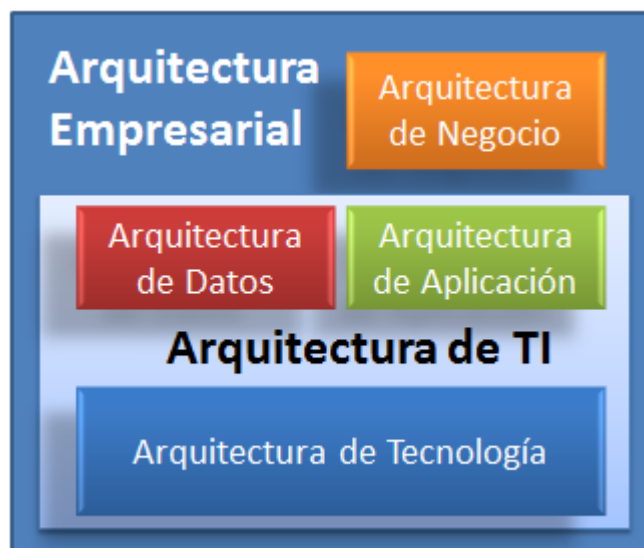 Arquitectura
Empresarial
Arquitectura
de Negocio
Arquitectura
de Datos
Arquitectura
de Aplicación
Arquitectura de TI
Arquitectura de Tecnología